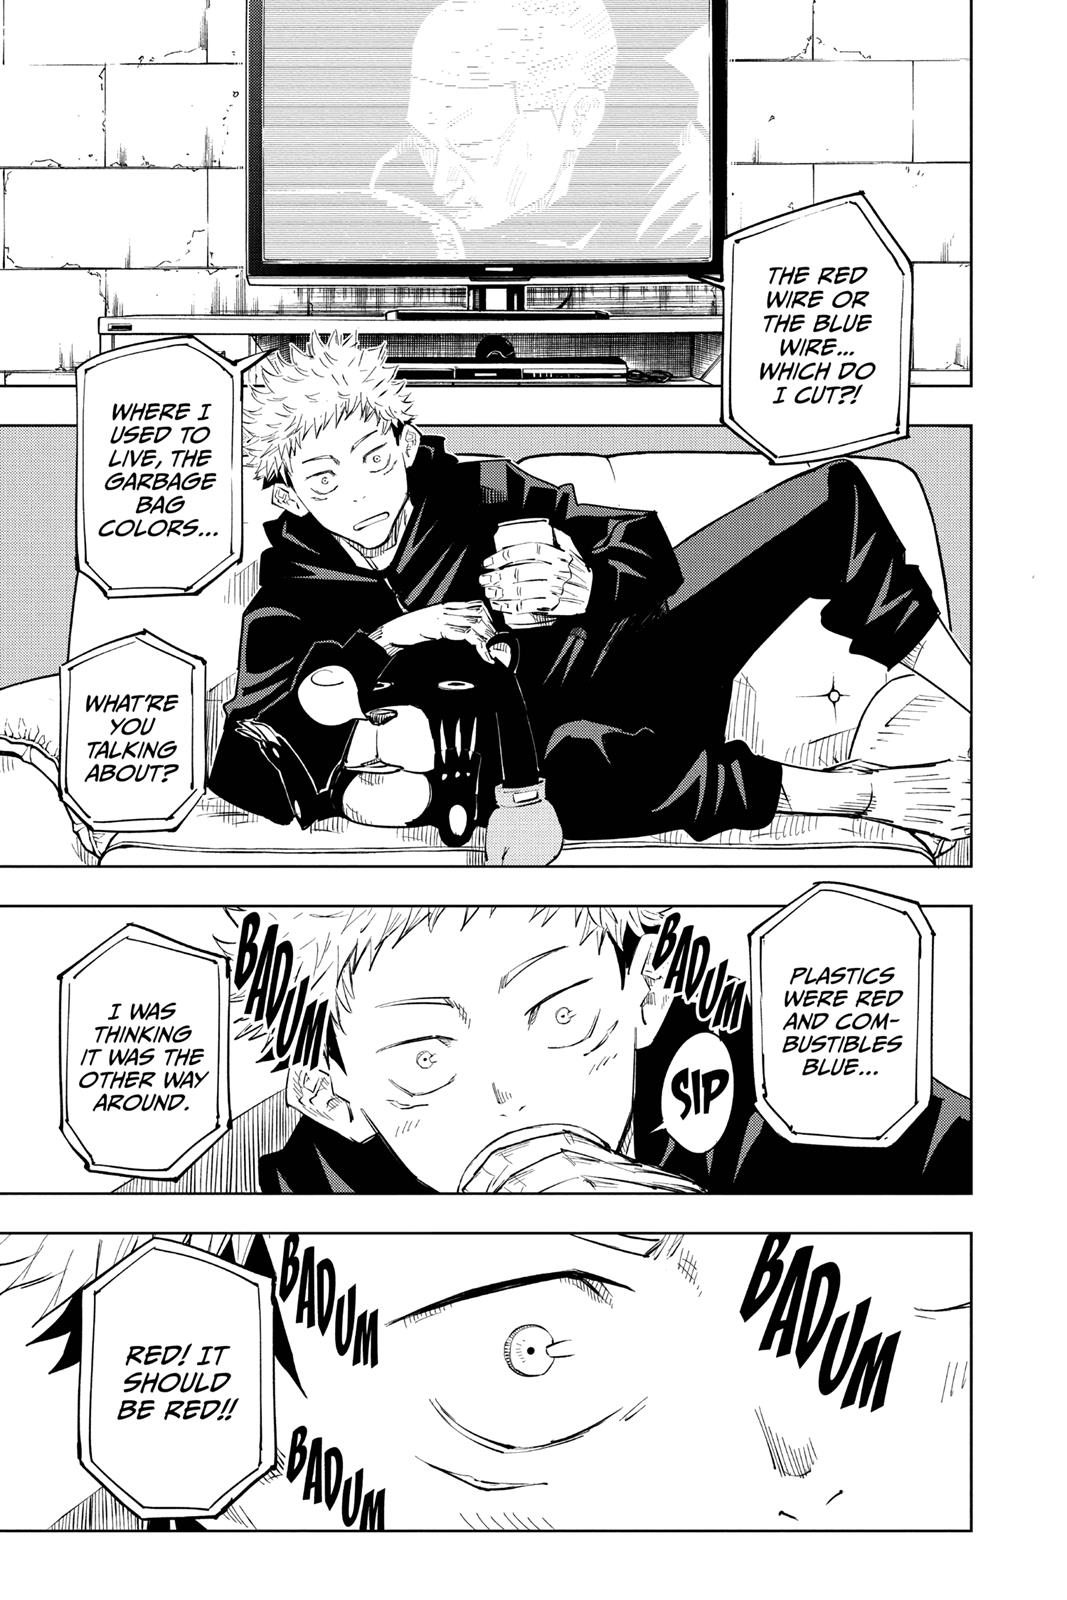 THE RED
WIRE OR
THE BLUE
WIRE...
WHICH DO
I CUT?!
WHERE I
USED TO
LIVE, THE
GARBAGE
BAG
COLORS...
WHAT'RE
YOU
TALKING
ABOUT?
PLASTICS
WERE RED
AND COM-
BUSTIBLES
BLUE...
BADUM
SIP
BADUM
I WAS
THINKING
IT WAS THE
OTHER WAY
AROUND.
BADUM
BADUM
BADUM
RED! IT
SHOULD
BE RED!!